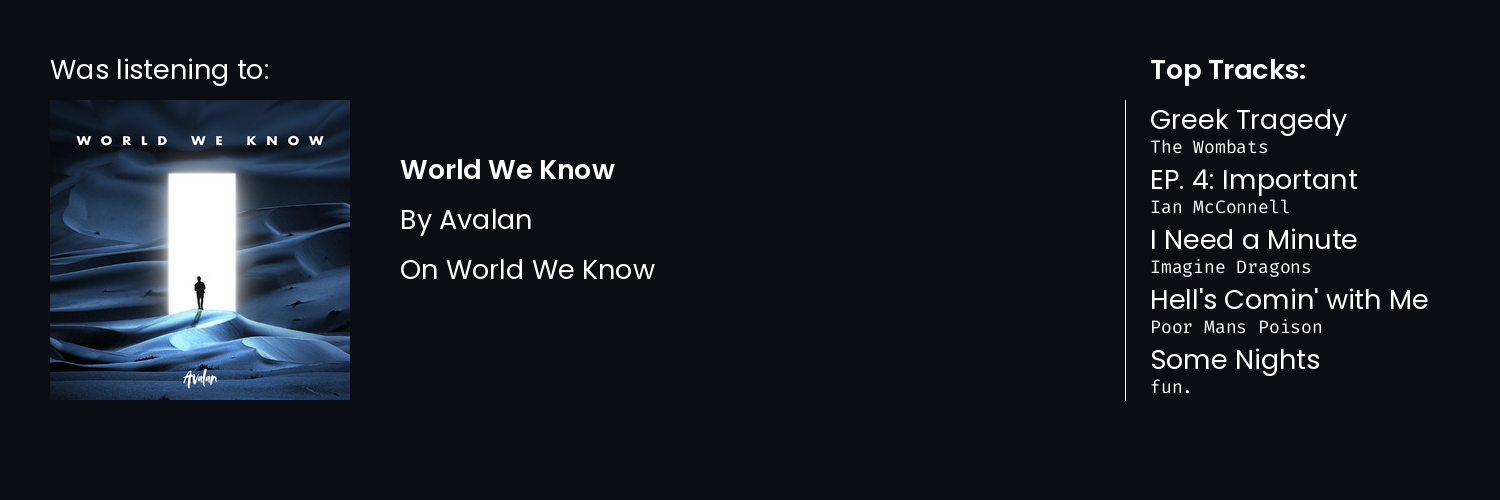 Was listening to:
WORLD WE KNOW
Avalan
World We Know
By Avalan
On World We Know
Top Tracks:
Greek Tragedy
The Wombats
EP. 4: Important
Ian McConnell
I Need a Minute
Imagine Dragons
Hell's Comin' with Me
Poor Mans Poison
Some Nights
fun.